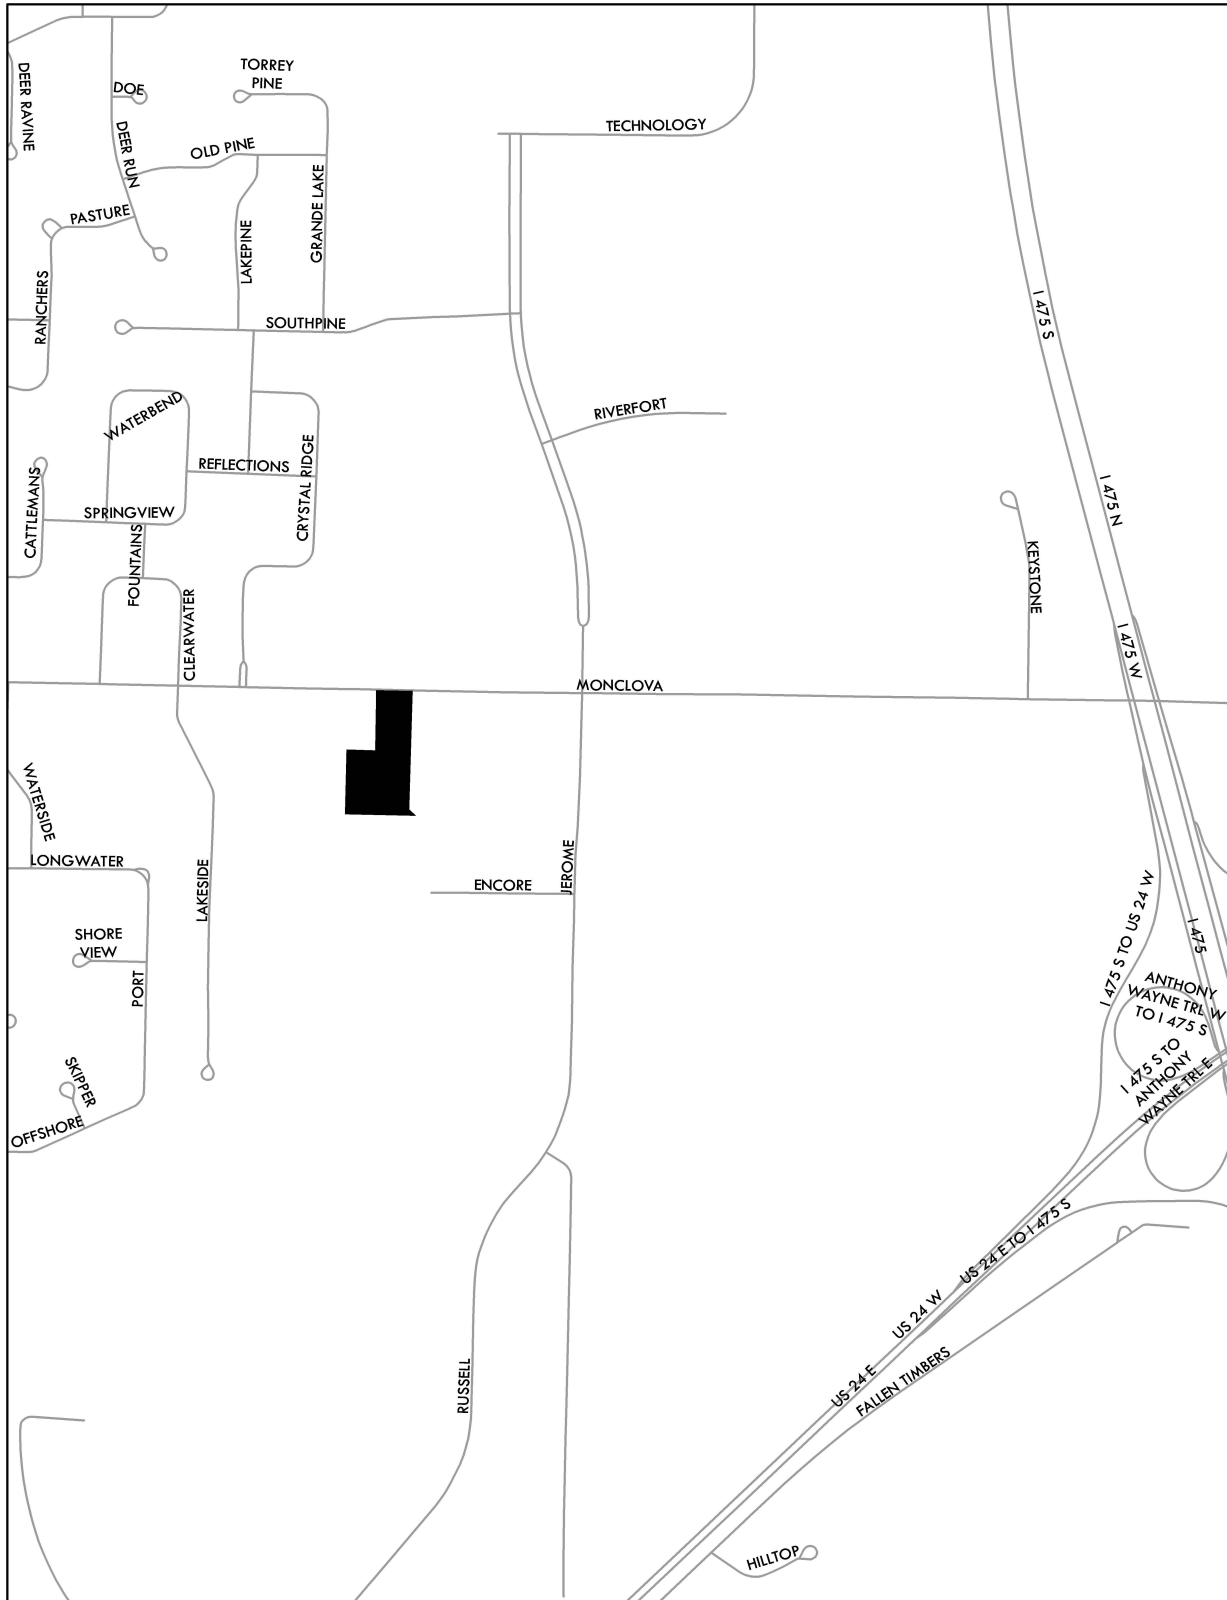 TORREY
PINE
DEER RAVINE
DOE
TECHNOLOGY
DEER RUN
OLD PINE
GRANDE LAKE
PASTURE
LAKEPINE
RANCHERS
SOUTHPINE
I 475 S
WATERBEND
RIVERFORT
REFLECTIONS
CRYSTAL RIDGE
CATTLEMANS
I 475 N
SPRINGVIEW
FOUNTAINS
KEYSTONE
CLEARWATER
I 475 W
MONCLOVA
WATERSIDE
LONGWATER
JEROME
LAKESIDE
ENCORE
I 475 S TO US 24 W
SHORE
VIEW
I 475
PORT
ANTHONY
WAYNE TRL W
TO I 475 S
I 475 S TO
ANTHONY
WAYNE TRL E
SKIPPER
OFFSHORE
US 24 E TO I 475 S
US 24 W
RUSSELL
US 24 E
FALLEN TIMBERS
HILLTOP